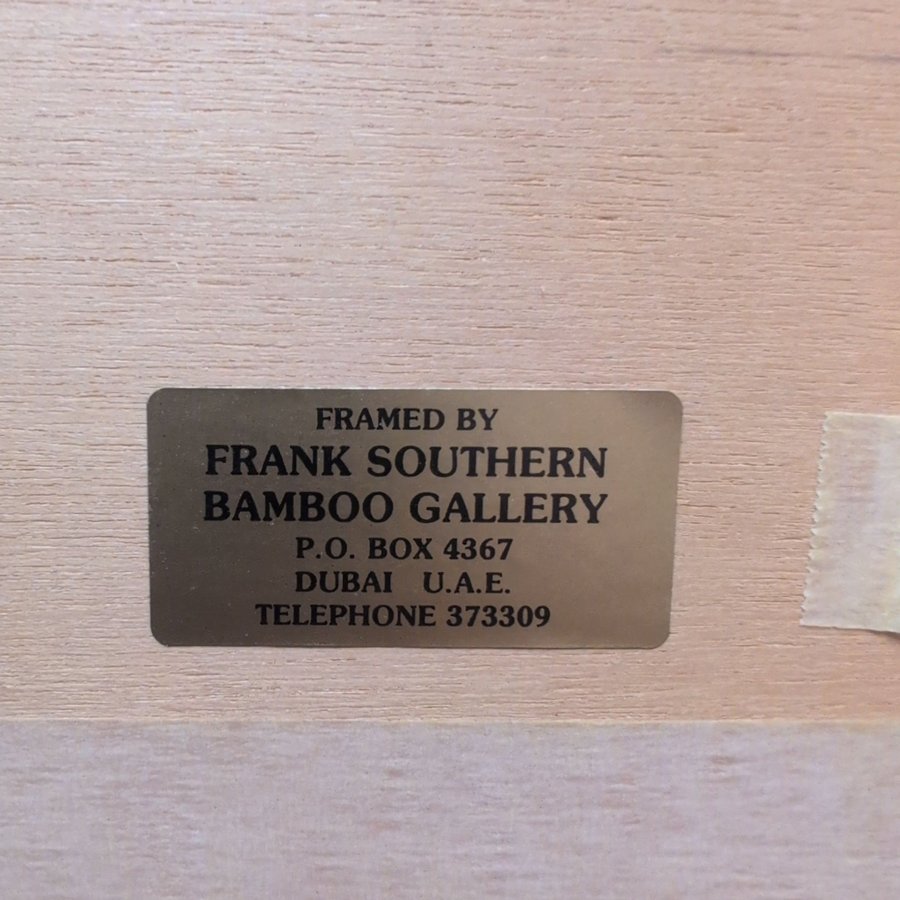 FRAMED BY
FRANK SOUTHERN
BAMBOO GALLERY
P.O. BOX 4367
DUBAI U.A.E.
TELEPHONE 373309